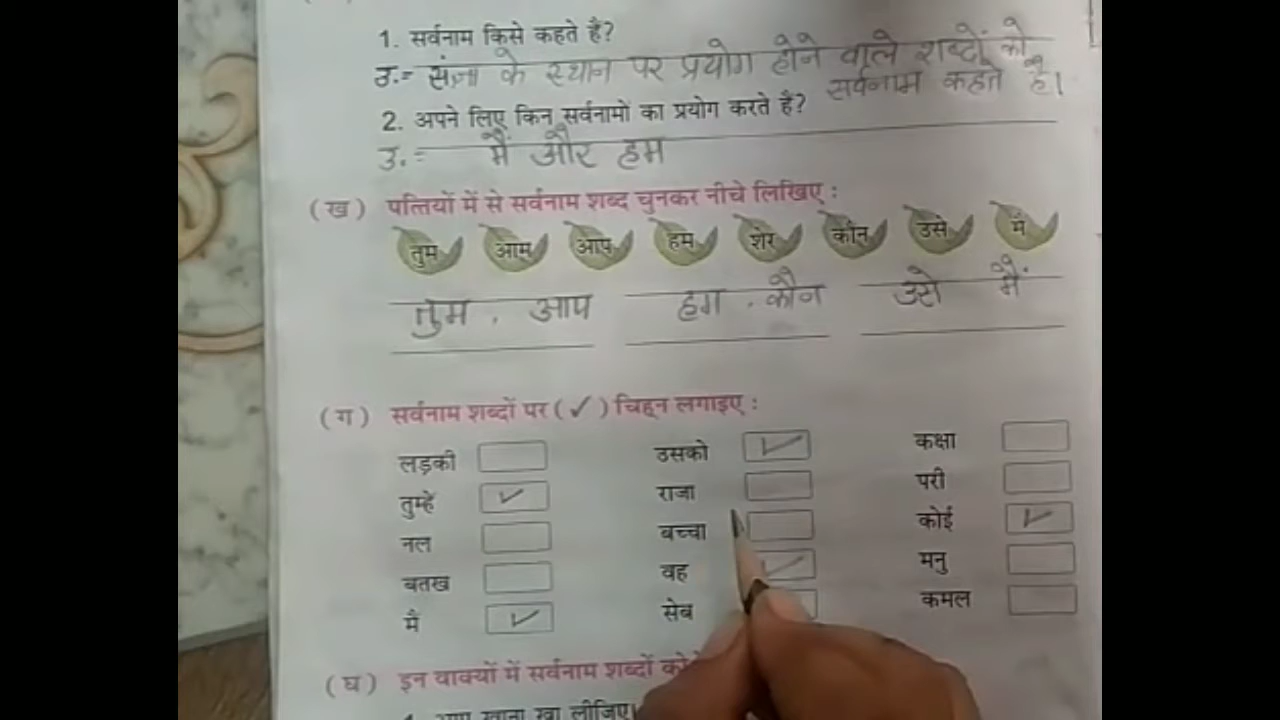 1. सर्वनाम किसे कहते हैं?
उ.= संज्ञा के स्थान पर प्रयोग होने वाले शब्दों को
सर्वनाम कहते है।
2. अपने लिए किन सर्वनामों का प्रयोग करते हैं?
उ.= मैं और हम
(ख) पत्तियों में से सर्वनाम शब्द चुनकर नीचे लिखिए :
तुम आम आप हम शेर कौन उसे मैं
तुम . आप हम . कौन उसे मैं
(ग) सर्वनाम शब्दों पर (✓) चिह्न लगाइए :
लड़की उसको ✓ कक्षा
तुम्हें ✓ राजा परी
नल बच्चा कोई ✓
बतख वह ✓ मनु
मैं ✓ सेब कमल
(घ) इन वाक्यों में सर्वनाम शब्दों को
1. आप खाना खा लीजिए।